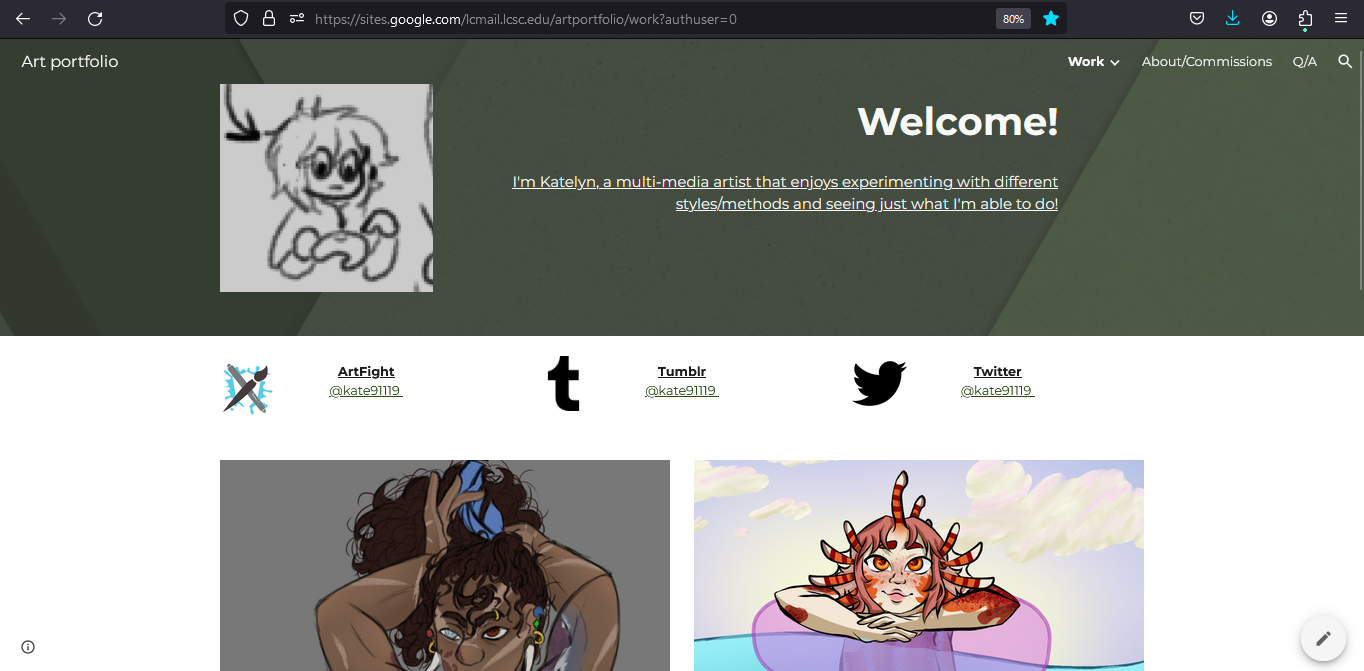 https://sites.google.com/lcmail.lcsc.edu/artportfolio/work?authuser=0
80%
Art portfolio
Work
About/Commissions
Q/A
Welcome!
I'm Katelyn, a multi-media artist that enjoys experimenting with different
styles/methods and seeing just what I'm able to do!
ArtFight
@kate91119
Tumblr
@kate91119
Twitter
@kate91119